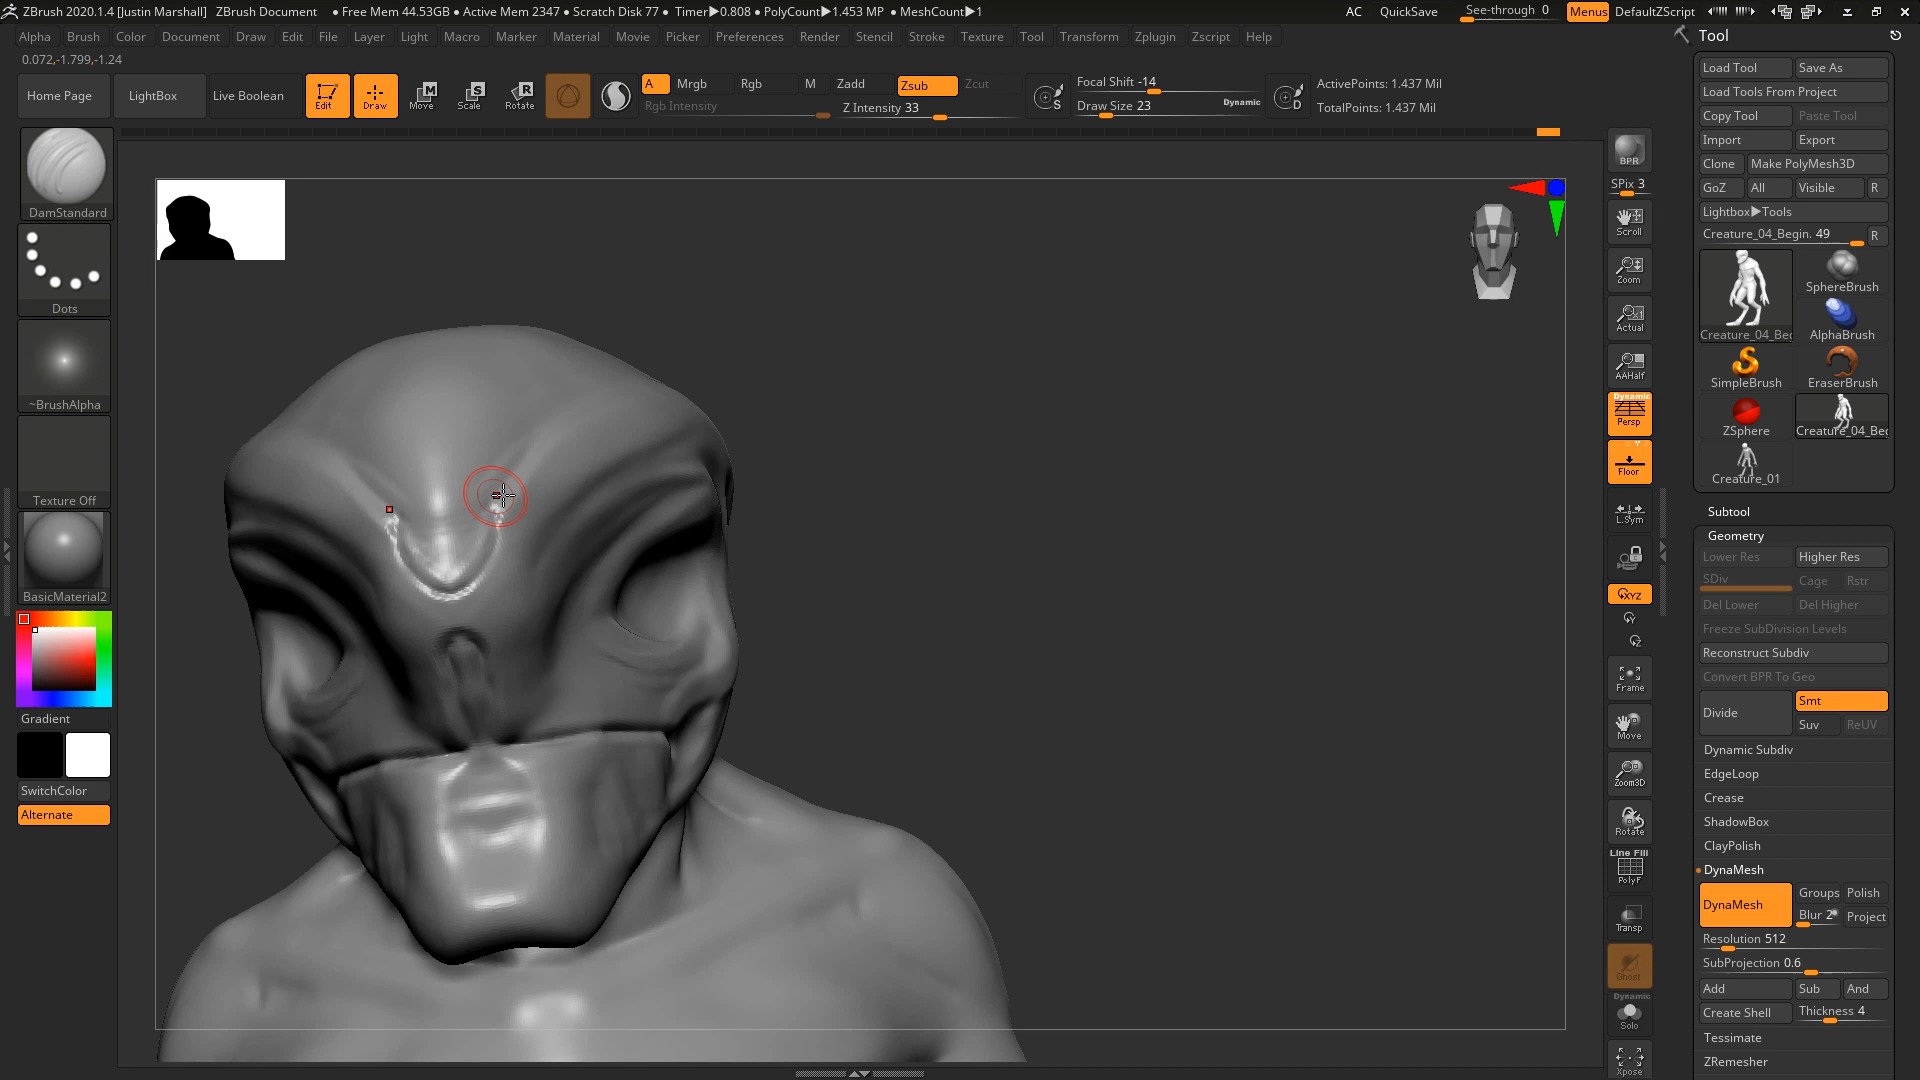 ZBrush 2020.1.4 [Justin Marshall] ZBrush Document • Free Mem 44.53GB • Active Mem 2347 • Scratch Disk 77 • Timer▶0.808 • PolyCount▶1.453 MP • MeshCount▶1 AC QuickSave See-through 0 Menus DefaultZScript
Alpha Brush Color Document Draw Edit File Layer Light Macro Marker Material Movie Picker Preferences Render Stencil Stroke Texture Tool Transform Zplugin Zscript Help
0.072,-1.799,-1.24
Home Page LightBox Live Boolean Edit Draw Move Scale Rotate
A Mrgb Rgb M Zadd Zsub Zcut
Rgb Intensity Z Intensity 33
S Focal Shift -14
Draw Size 23 Dynamic D
ActivePoints: 1.437 Mil
TotalPoints: 1.437 Mil
DamStandard
Dots
~BrushAlpha
Texture Off
BasicMaterial2
Gradient
SwitchColor
Alternate
BPR
SPix 3
Scroll
Zoom
Actual
AAHalf
Dynamic
Persp
Floor
L.Sym
XYZ
Y
Z
Frame
Move
Zoom3D
Rotate
Line Fill
PolyF
Transp
Ghost
Dynamic
Solo
Xpose
Tool
Load Tool Save As
Load Tools From Project
Copy Tool Paste Tool
Import Export
Clone Make PolyMesh3D
GoZ All Visible R
Lightbox▶Tools
Creature_04_Begin. 49 R
SphereBrush
Creature_04_Bec AlphaBrush
SimpleBrush EraserBrush
ZSphere Creature_04_Bec
Creature_01
Subtool
Geometry
Lower Res Higher Res
SDiv Cage Rstr
Del Lower Del Higher
Freeze SubDivision Levels
Reconstruct Subdiv
Convert BPR To Geo
Divide Smt
Suv ReUV
Dynamic Subdiv
EdgeLoop
Crease
ShadowBox
ClayPolish
DynaMesh
DynaMesh Groups Polish
Blur 2 Project
Resolution 512
SubProjection 0.6
Add Sub And
Create Shell Thickness 4
Tessimate
ZRemesher